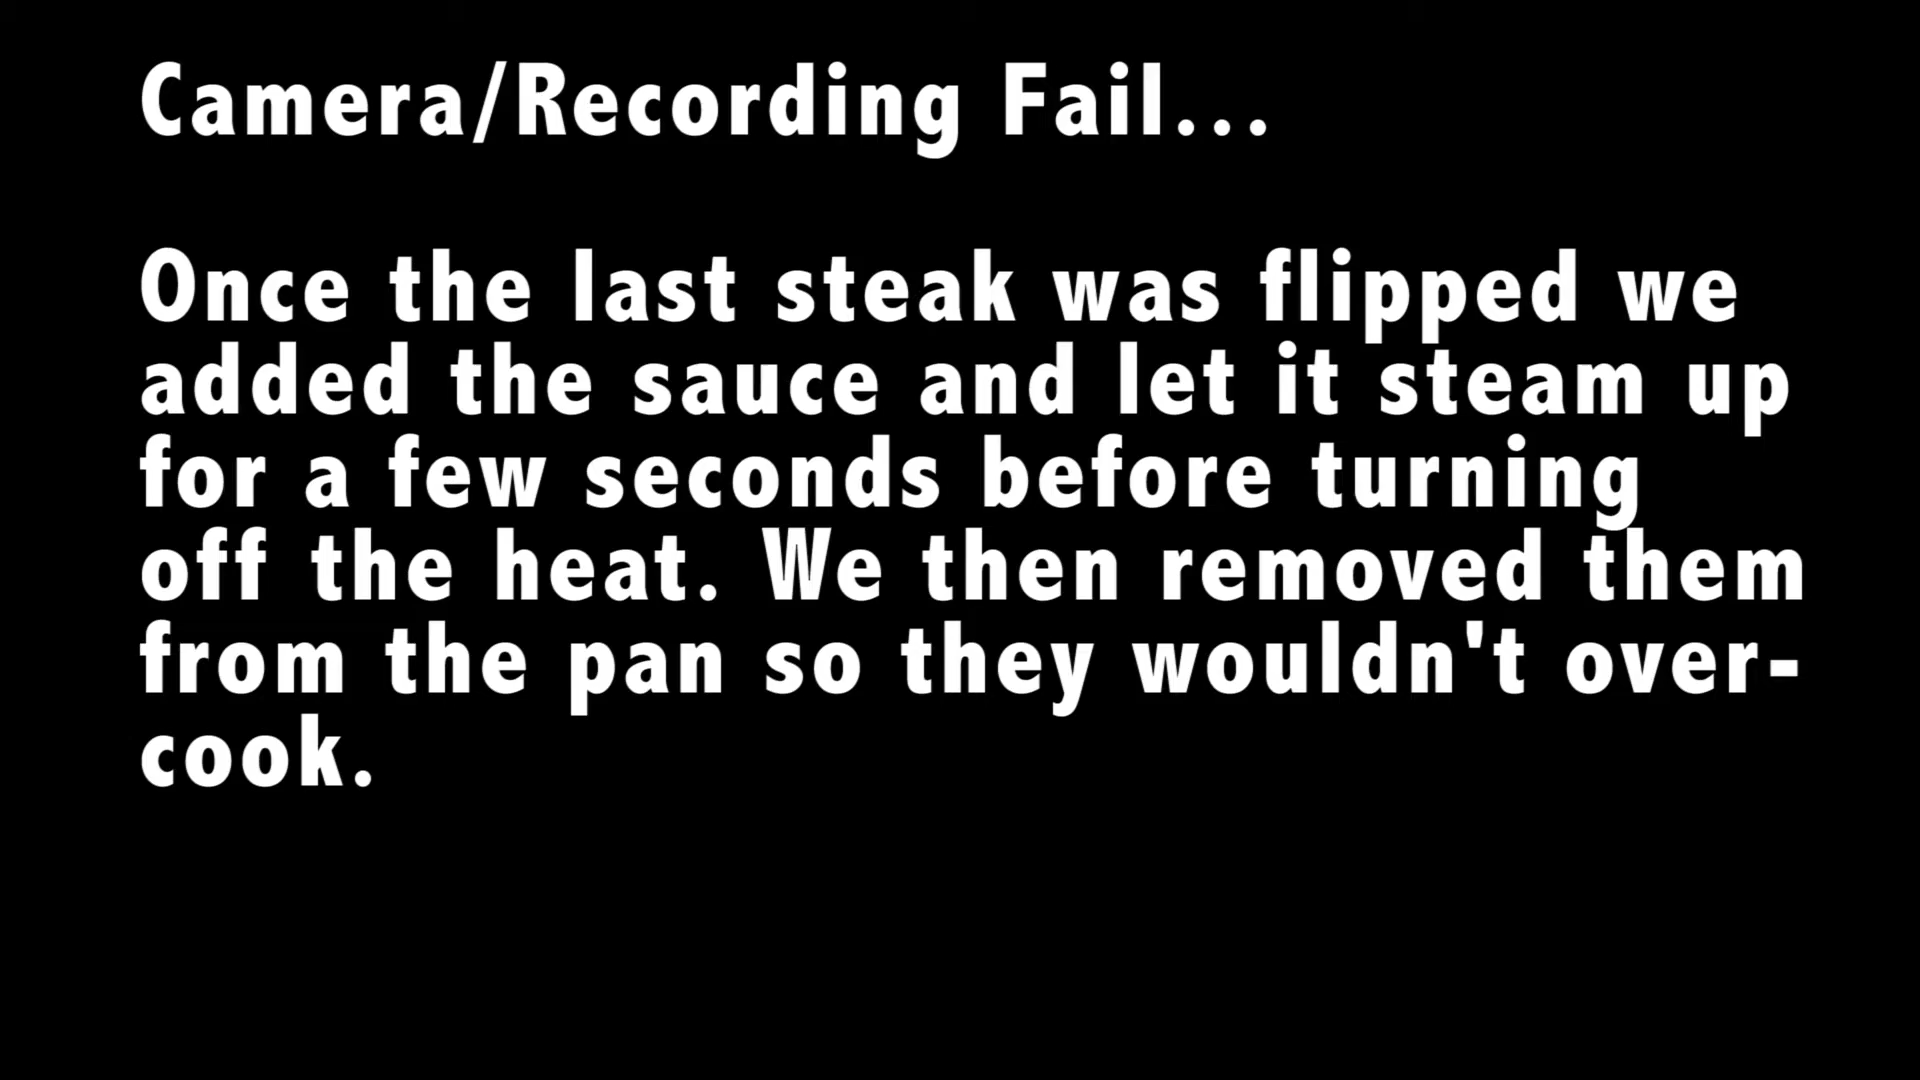 Camera/Recording Fail...
Once the last steak was flipped we
added the sauce and let it steam up
for a few seconds before turning
off the heat. We then removed them
from the pan so they wouldn't over-
cook.